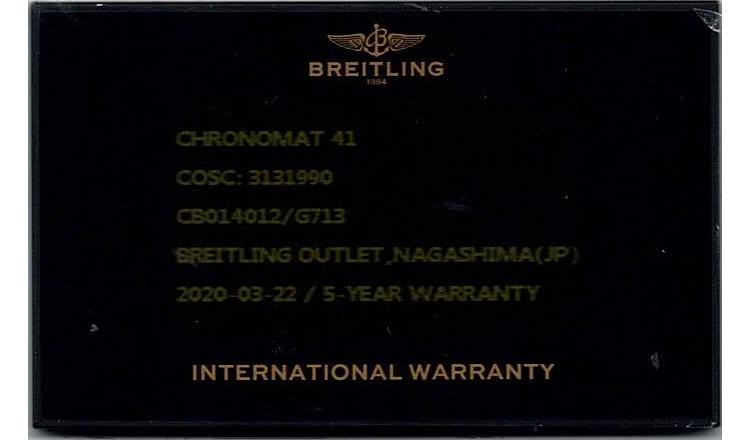 BREITLING
1884
CHRONOMAT 41
COSC: 3131990
CB014012/G713
BREITLING OUTLET,NAGASHIMA(JP)
2020-03-22 / 5-YEAR WARRANTY
INTERNATIONAL WARRANTY